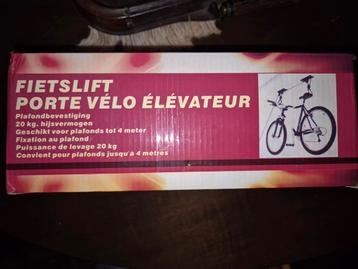 FIETSLIFT
PORTE VÉLO ÉLÉVATEUR
Plafondbevestiging
20 kg. hijsvermogen
Geschikt voor plafonds tot 4 meter
Fixation au plafond
Puissance de levage 20 kg
Convient pour plafonds jusqu'à 4 mètres